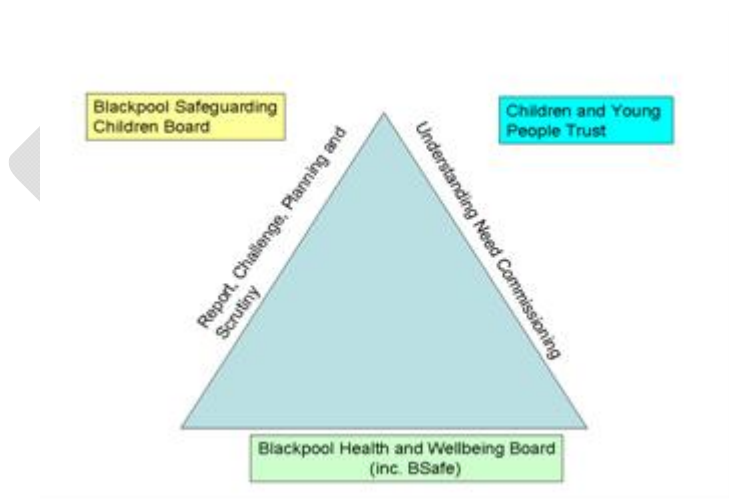 Blackpool Safeguarding
Children Board
Children and Young
People Trust
Report, Challenge, Planning and
Scrutiny
Understanding Need Commissioning
Blackpool Health and Wellbeing Board
(inc. BSafe)